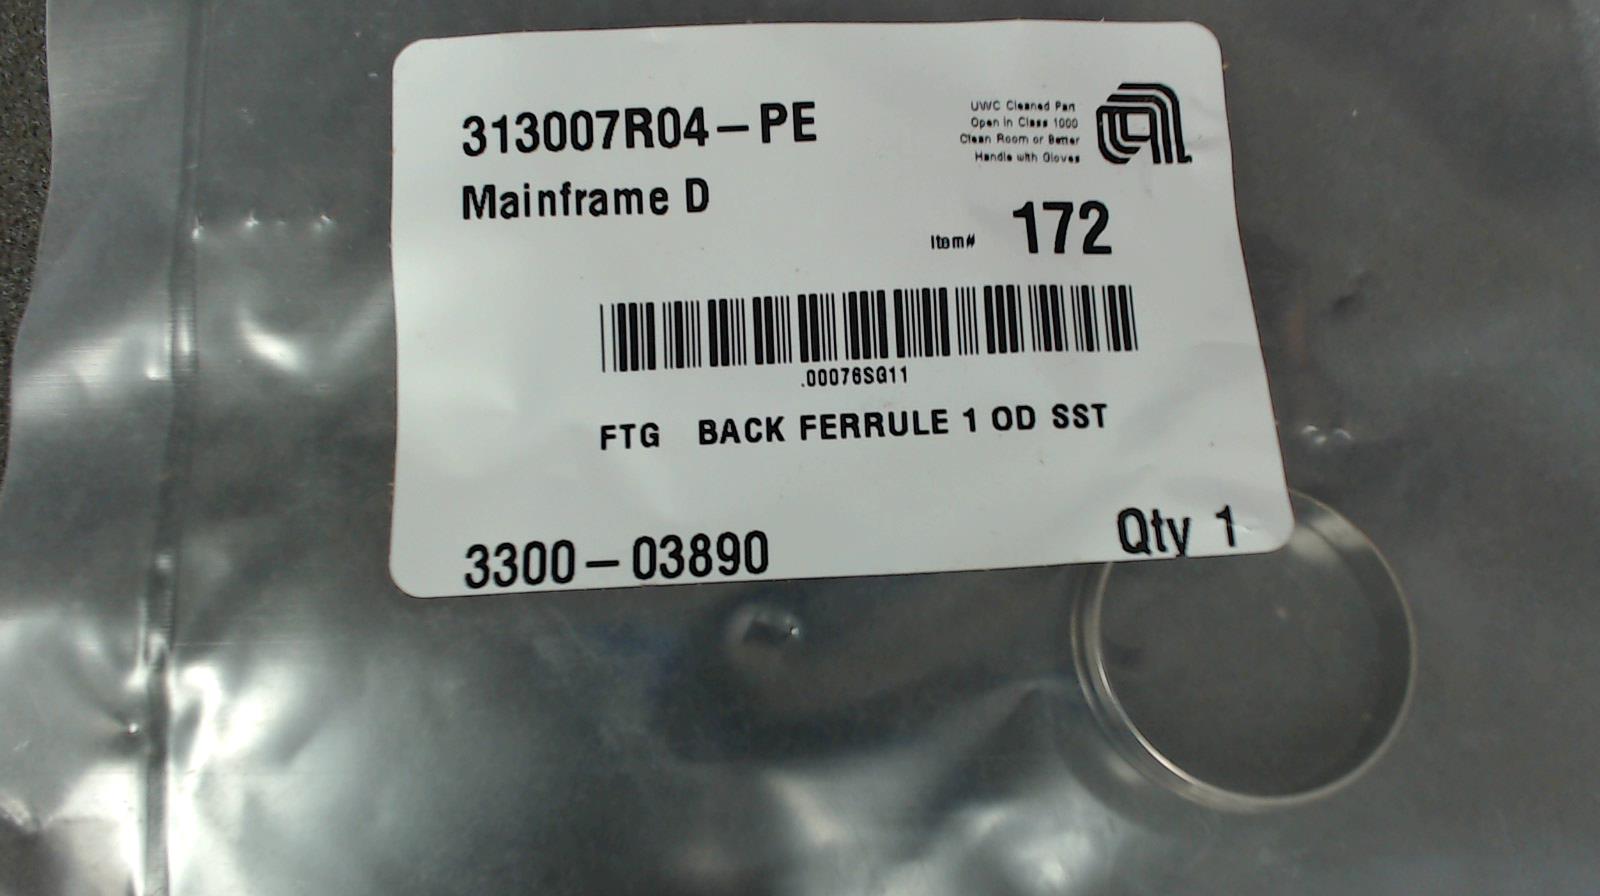 313007R04-PE
UWC Cleaned Part
Open in Class 1000
Clean Room or Better
Handle with Gloves
Mainframe D
Item# 172
.00076SG11
FTG BACK FERRULE 1 OD SST
3300-03890
Qty 1